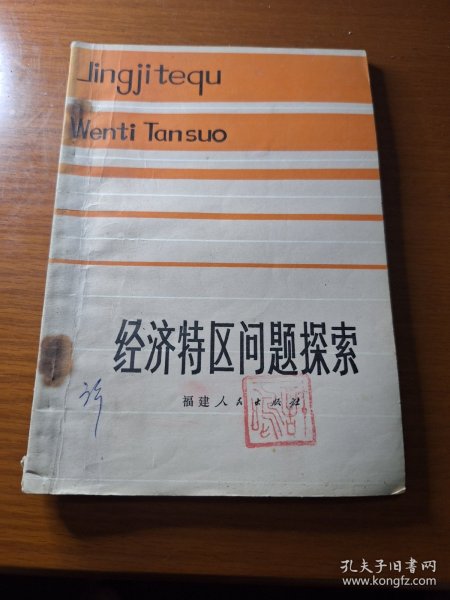 Jingjitequ
Wenti Tansuo
经济特区问题探索
福建人民出版社
许
孔夫子旧书网
www.kongfz.com